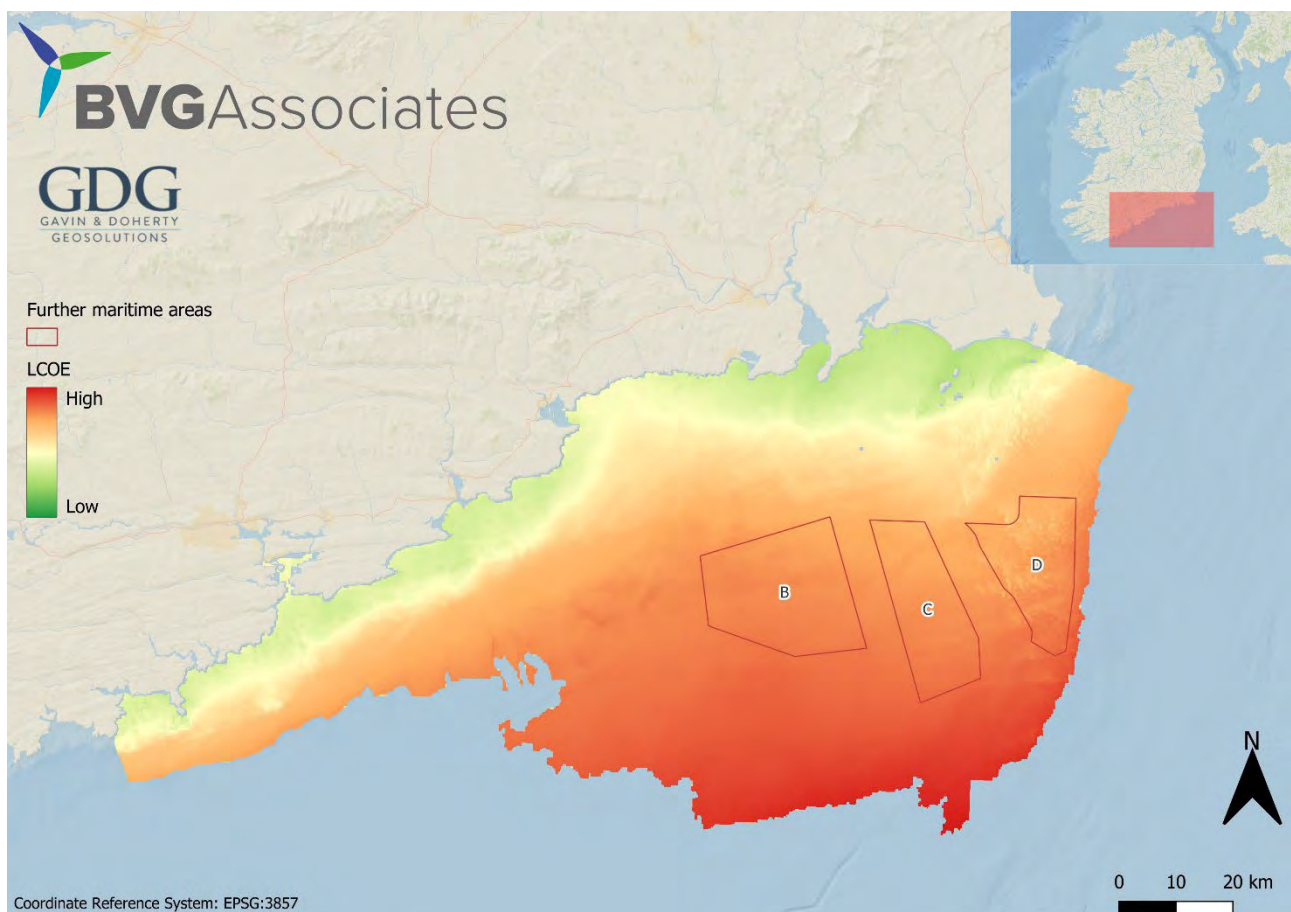 BVGAssociates
GDG
GAVIN & DOHERTY
GEOSOLUTIONS
Further maritime areas
LCOE
High
Low
B
C
D
N
0 10 20 km
Coordinate Reference System: EPSG:3857